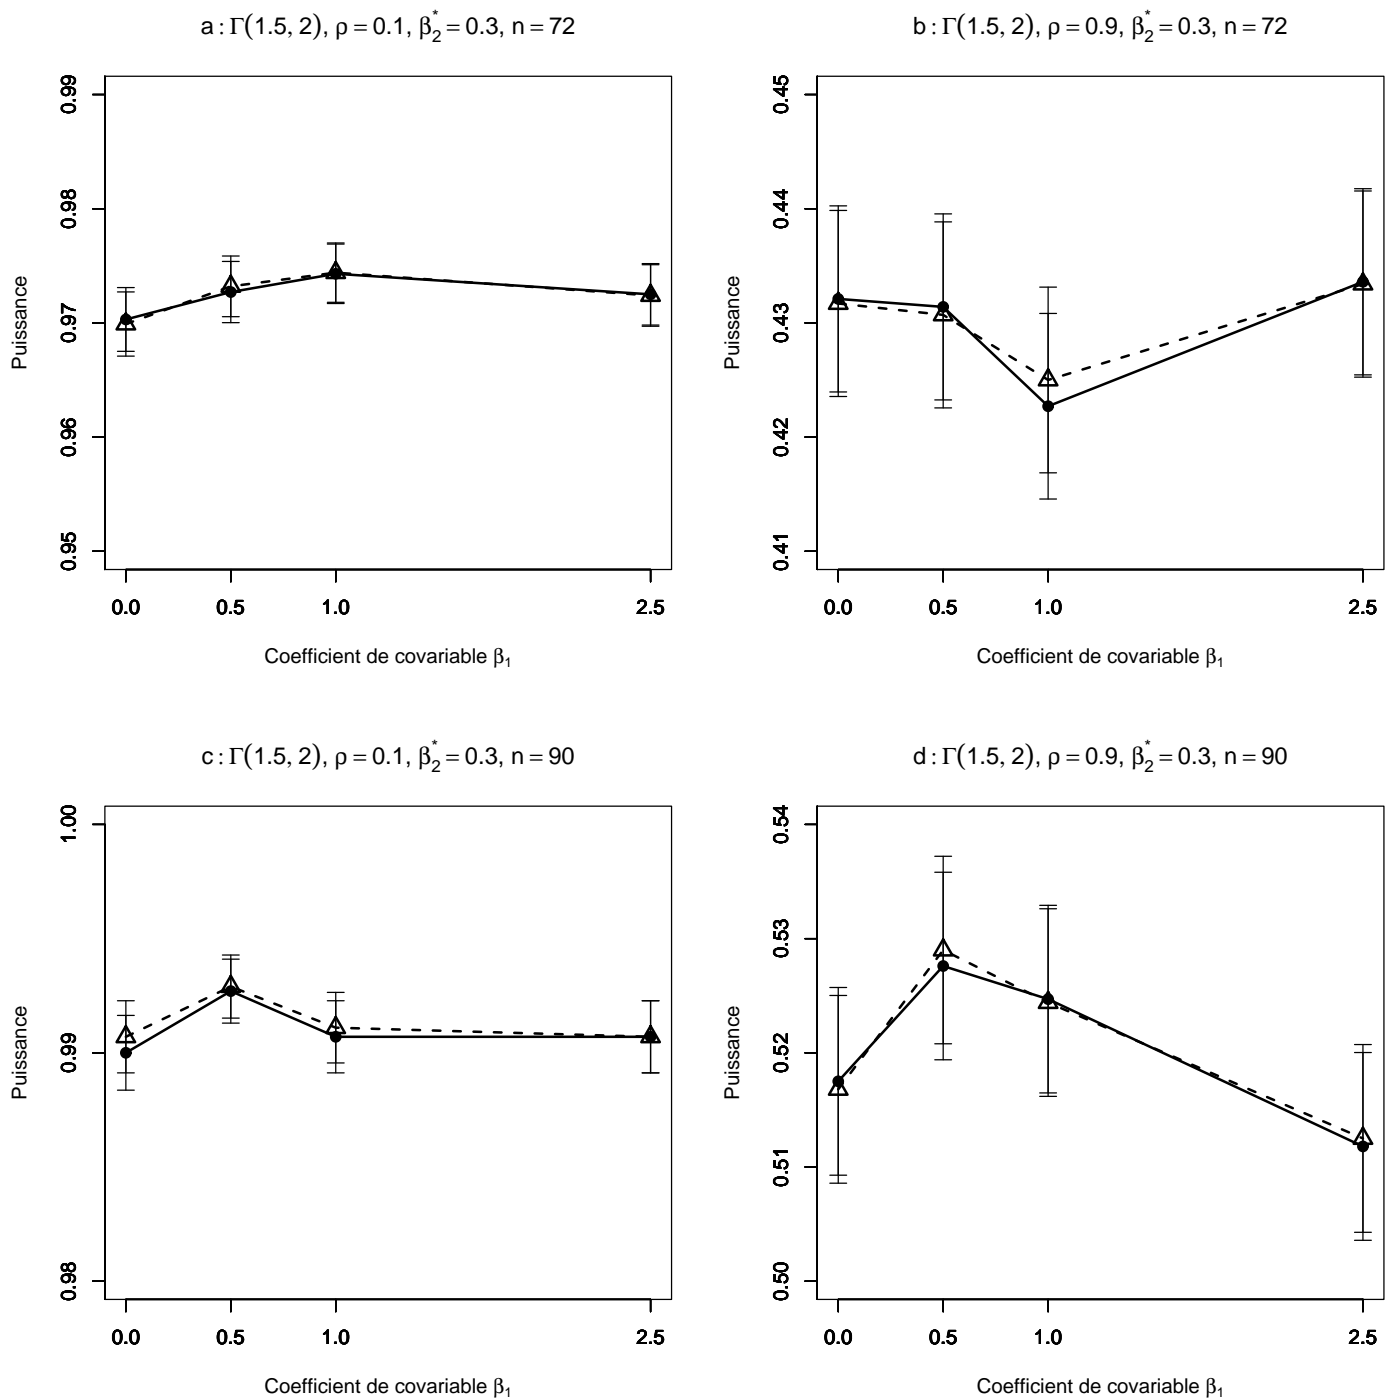 a : Γ(1.5, 2), ρ = 0.1, β₂* = 0.3, n = 72
0.99
0.98
0.97
0.96
0.95
Puissance
0.0 0.5 1.0 2.5
Coefficient de covariable β₁
b : Γ(1.5, 2), ρ = 0.9, β₂* = 0.3, n = 72
0.45
0.44
0.43
0.42
0.41
Puissance
0.0 0.5 1.0 2.5
Coefficient de covariable β₁
c : Γ(1.5, 2), ρ = 0.1, β₂* = 0.3, n = 90
1.00
0.99
0.98
Puissance
0.0 0.5 1.0 2.5
Coefficient de covariable β₁
d : Γ(1.5, 2), ρ = 0.9, β₂* = 0.3, n = 90
0.54
0.53
0.52
0.51
0.50
Puissance
0.0 0.5 1.0 2.5
Coefficient de covariable β₁